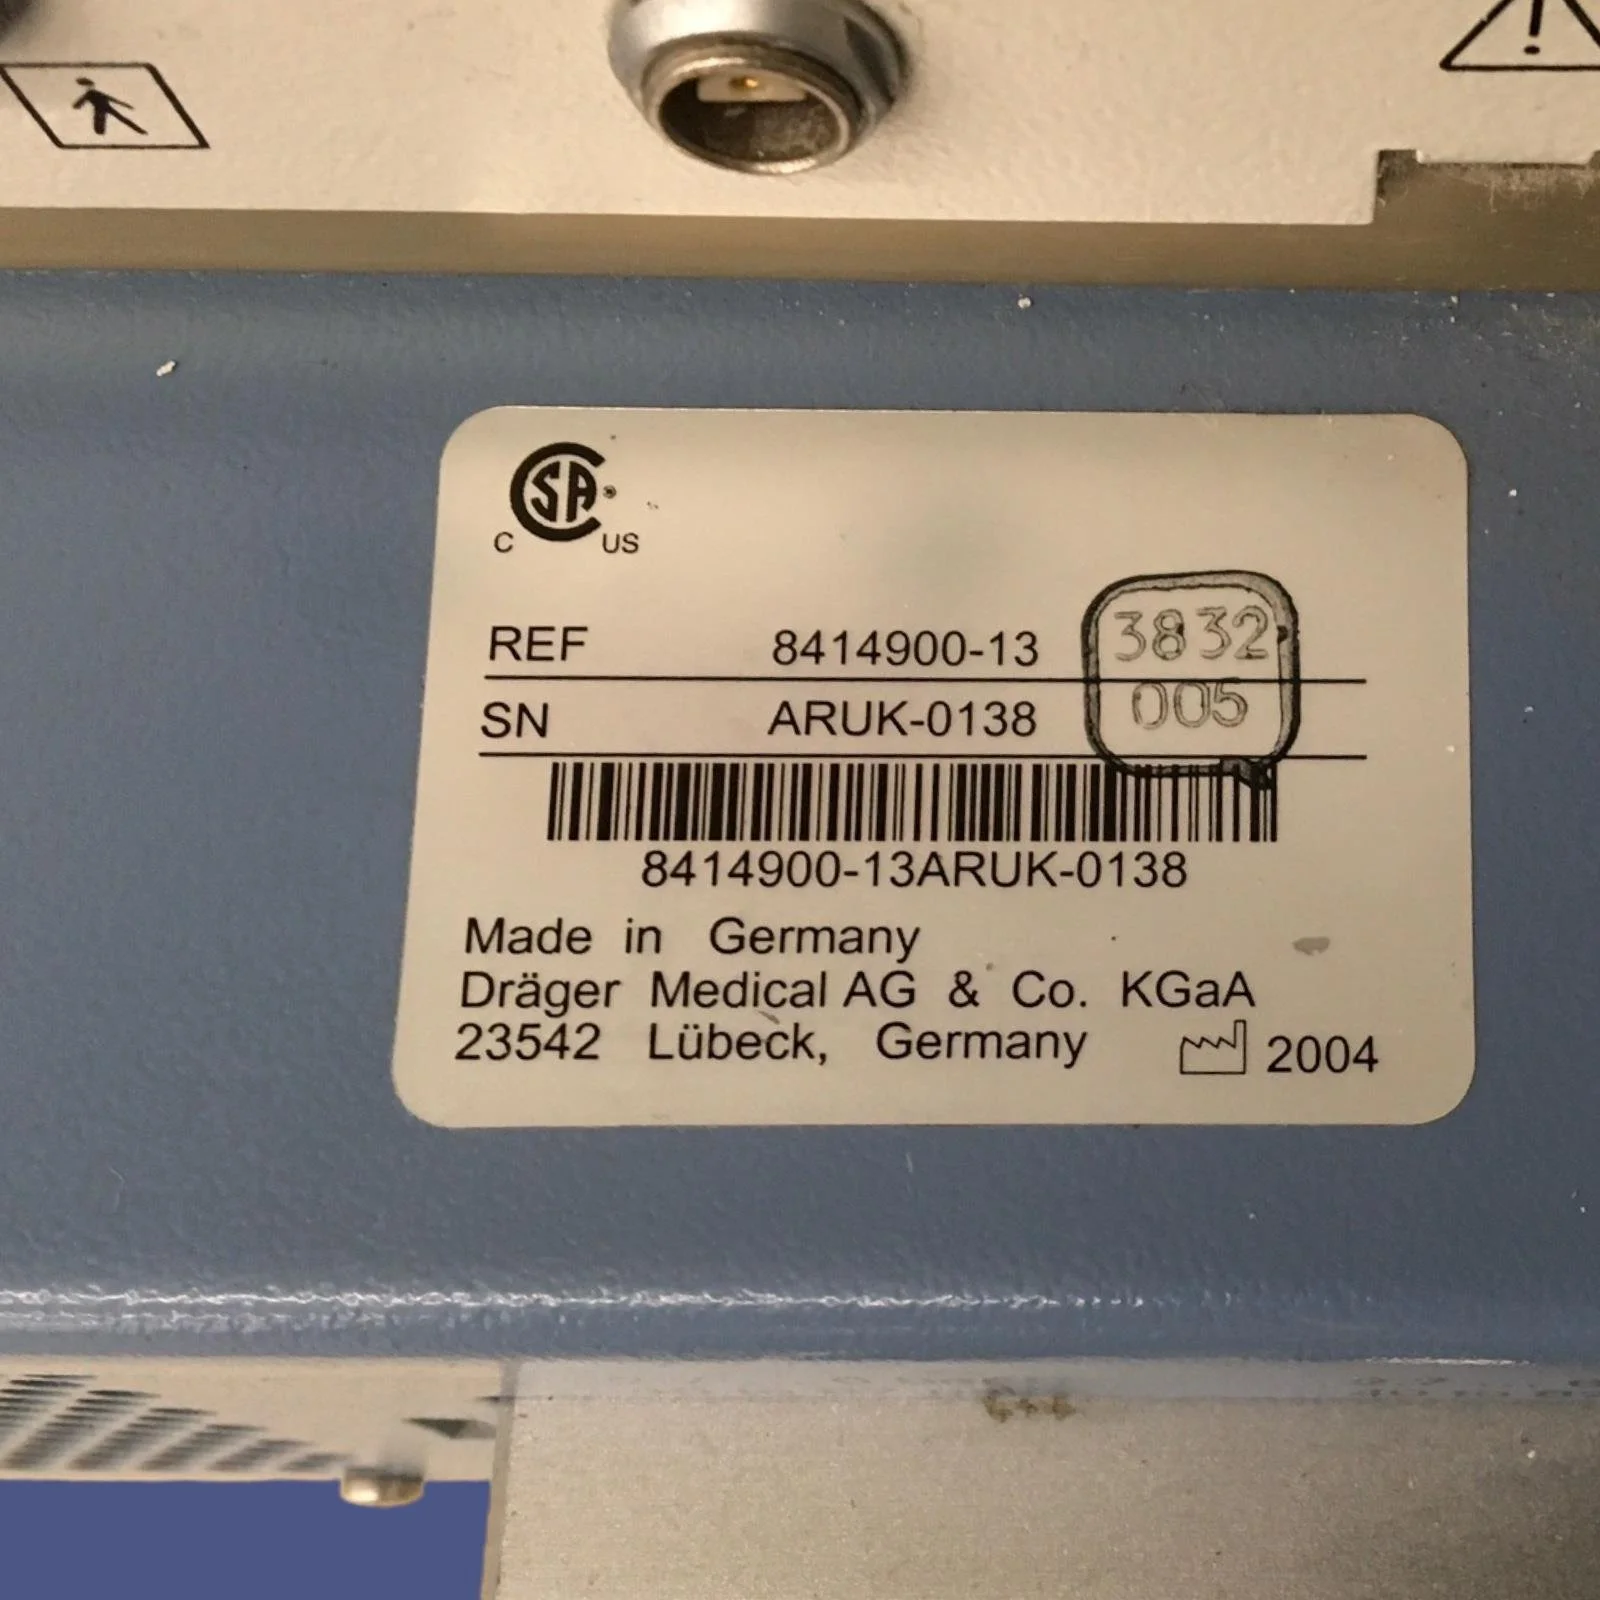 CSA®
C US
REF 8414900-13
3832
005
SN ARUK-0138
8414900-13ARUK-0138
Made in Germany
Dräger Medical AG & Co. KGaA
23542 Lübeck, Germany
2004